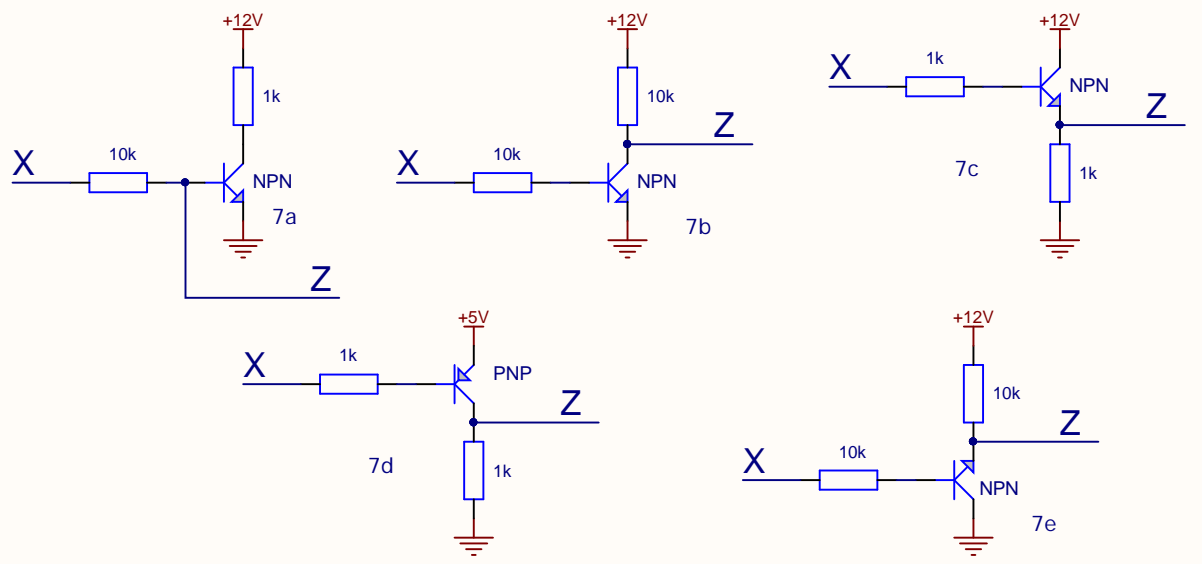 +12V
1k
X
10k
NPN
7a
Z
+12V
10k
Z
X
10k
NPN
7b
+12V
X
1k
NPN
Z
7c
1k
+5V
X
1k
PNP
Z
7d
1k
+12V
10k
Z
X
10k
NPN
7e